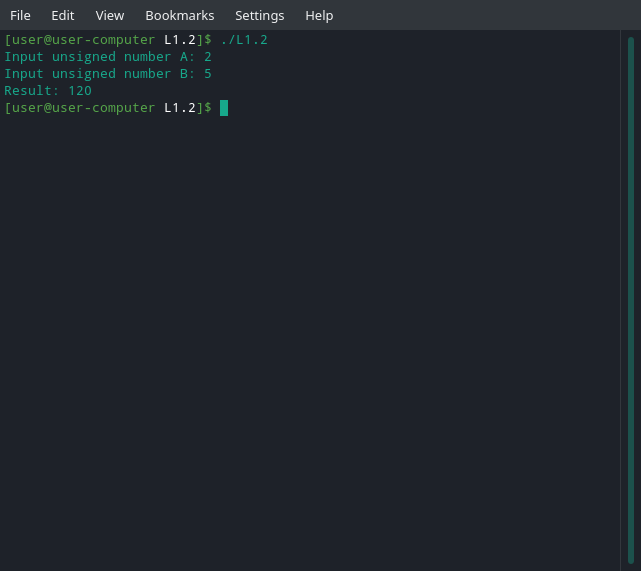 File Edit View Bookmarks Settings Help
[user@user-computer L1.2]$ ./L1.2
Input unsigned number A: 2
Input unsigned number B: 5
Result: 120
[user@user-computer L1.2]$